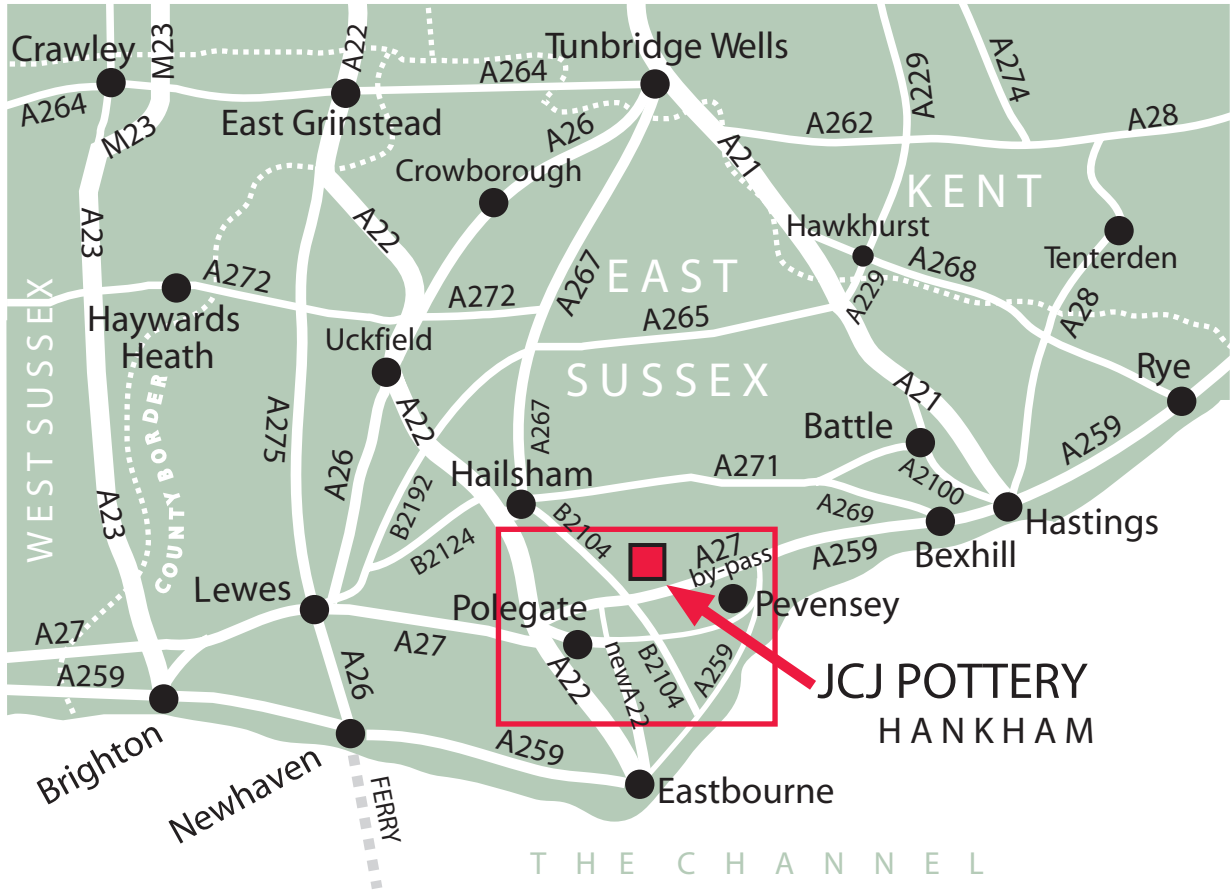 Crawley
M23
A22
Tunbridge Wells
A229
A274
A264
A264
M23
East Grinstead
A264
A26
A21
A262
A28
Crowborough
KENT
A23
A22
Hawkhurst
Tenterden
A272
A272
A267
EAST
A268
A229
A28
WEST SUSSEX
Haywards
Heath
COUNTY BORDER
Uckfield
A265
SUSSEX
Rye
A275
A22
A267
A21
A259
Battle
A26
Hailsham
A271
A2100
A23
B2192
B2124
B2104
A269
Hastings
Bexhill
A27
by-pass
A259
Lewes
Polegate
Pevensey
A27
A259
A27
A26
A22
new A22
B2104
A259
JCJ POTTERY
HANKHAM
Brighton
Newhaven
A259
FERRY
Eastbourne
THE CHANNEL